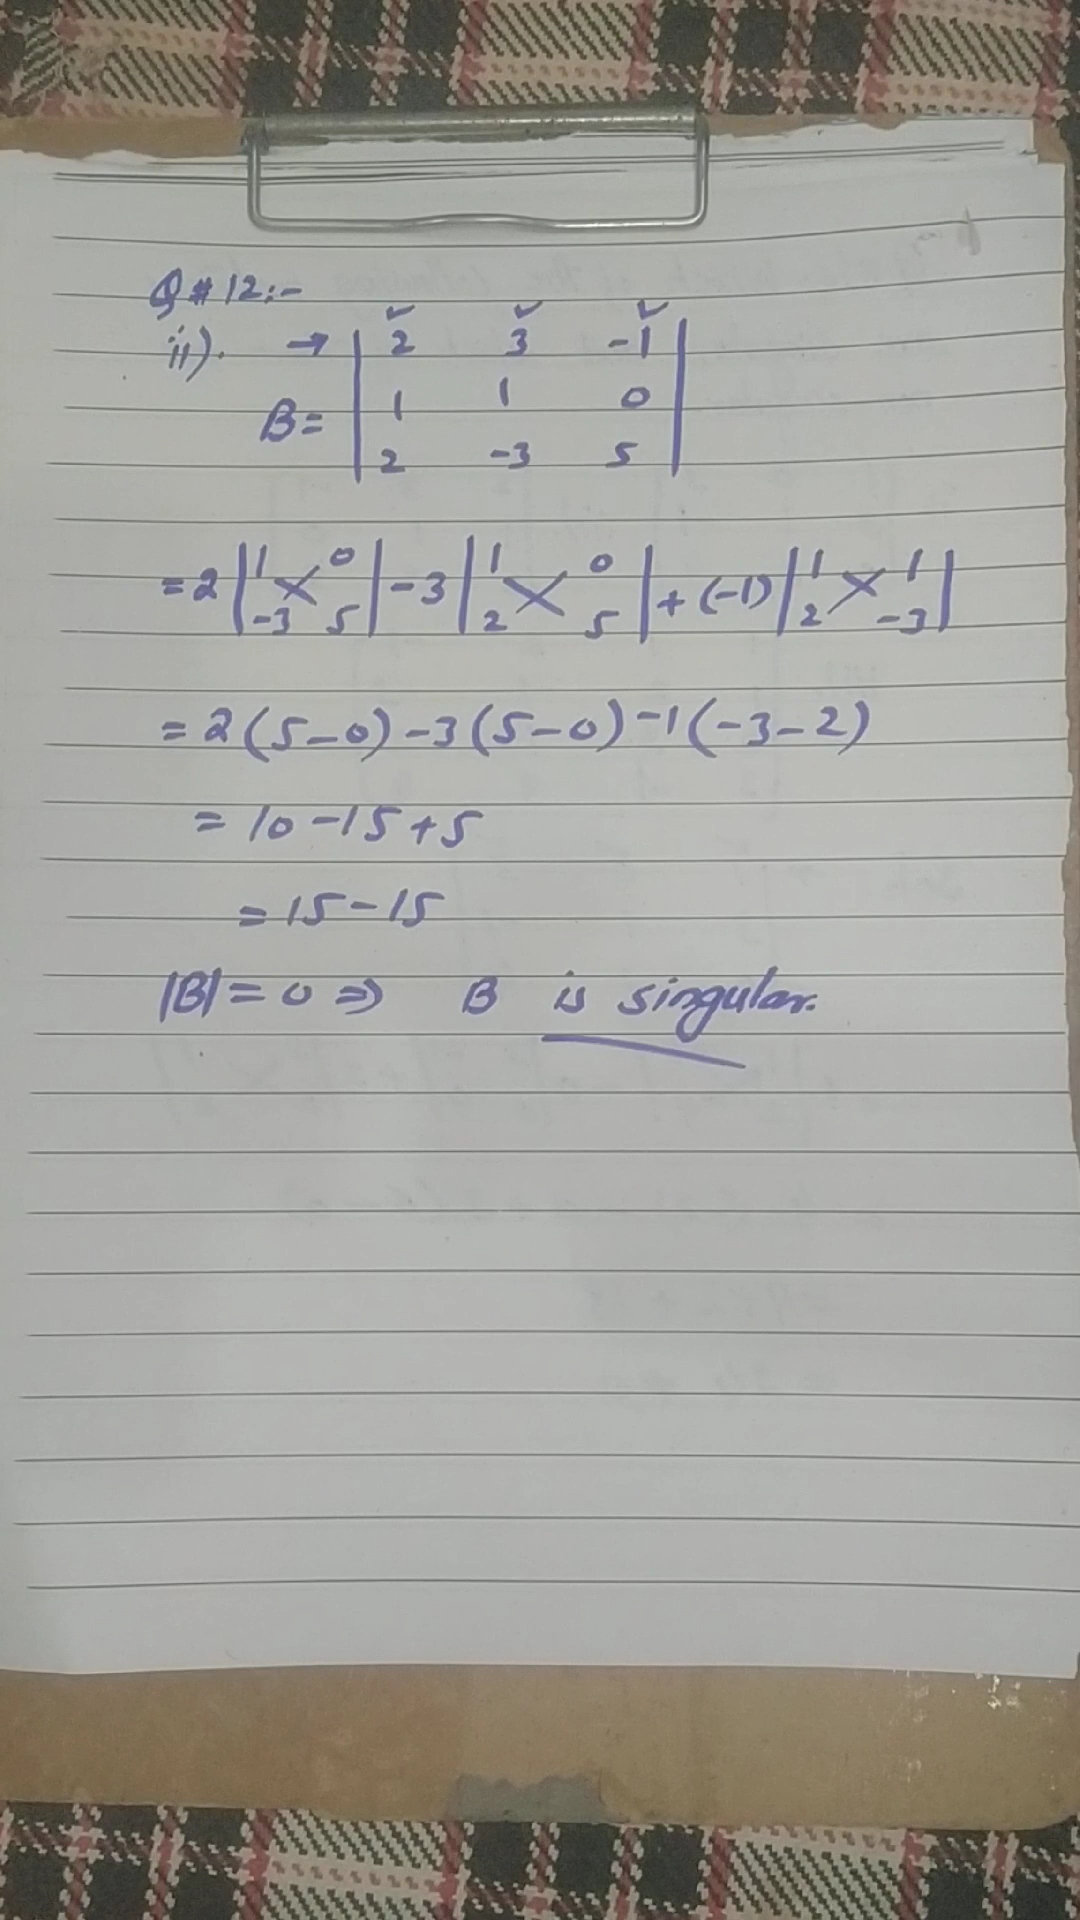 Q # 12:-
ii). → | 2 3 -1 |
B = | 1 1 0 |
| 2 -3 5 |
= 2 | 1 0 | - 3 | 1 0 | + (-1) | 1 1 |
| -3 5 | | 2 5 | | 2 -3 |
= 2 (5 - 0) - 3 (5 - 0) - 1 (-3 - 2)
= 10 - 15 + 5
= 15 - 15
|B| = 0 ⇒ B is singular.